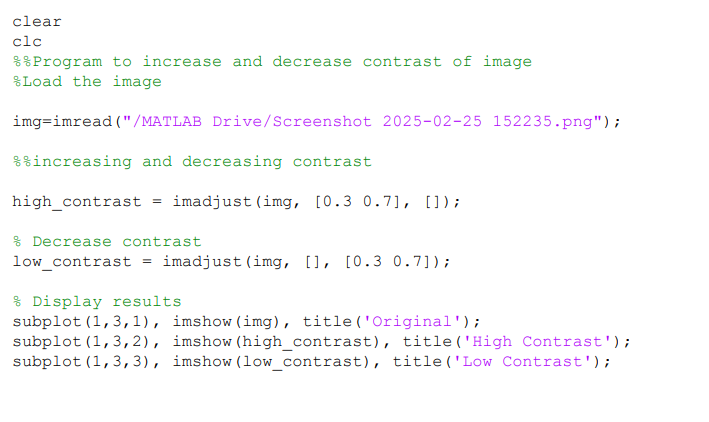 clear
clc
%%Program to increase and decrease contrast of image
%Load the image
img=imread("/MATLAB Drive/Screenshot 2025-02-25 152235.png");
%%increasing and decreasing contrast
high_contrast = imadjust(img, [0.3 0.7], []);
% Decrease contrast
low_contrast = imadjust(img, [], [0.3 0.7]);
% Display results
subplot(1,3,1), imshow(img), title('Original');
subplot(1,3,2), imshow(high_contrast), title('High Contrast');
subplot(1,3,3), imshow(low_contrast), title('Low Contrast');